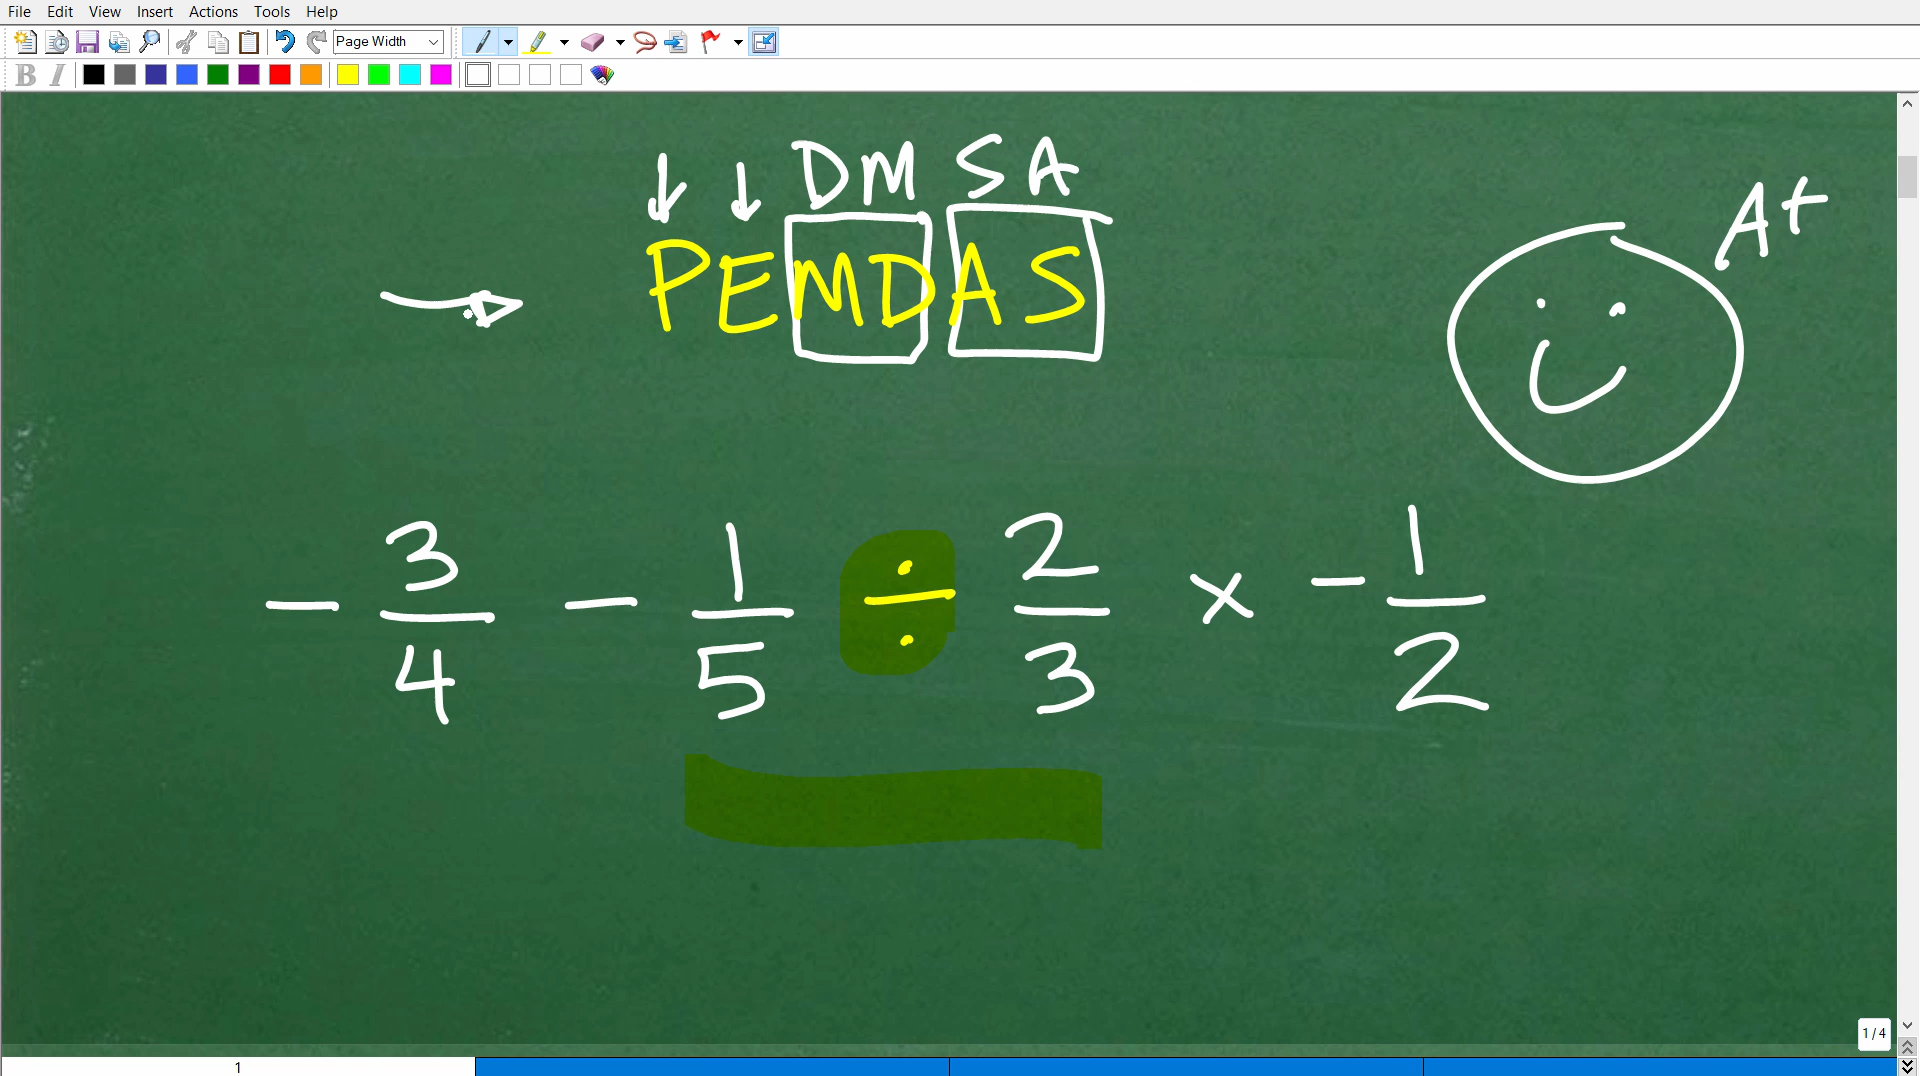 File Edit View Insert Actions Tools Help
Page Width
B I
DM SA
A+
PEMDAS
- 3/4 - 1/5 ÷ 2/3 × - 1/2
1 / 4
1